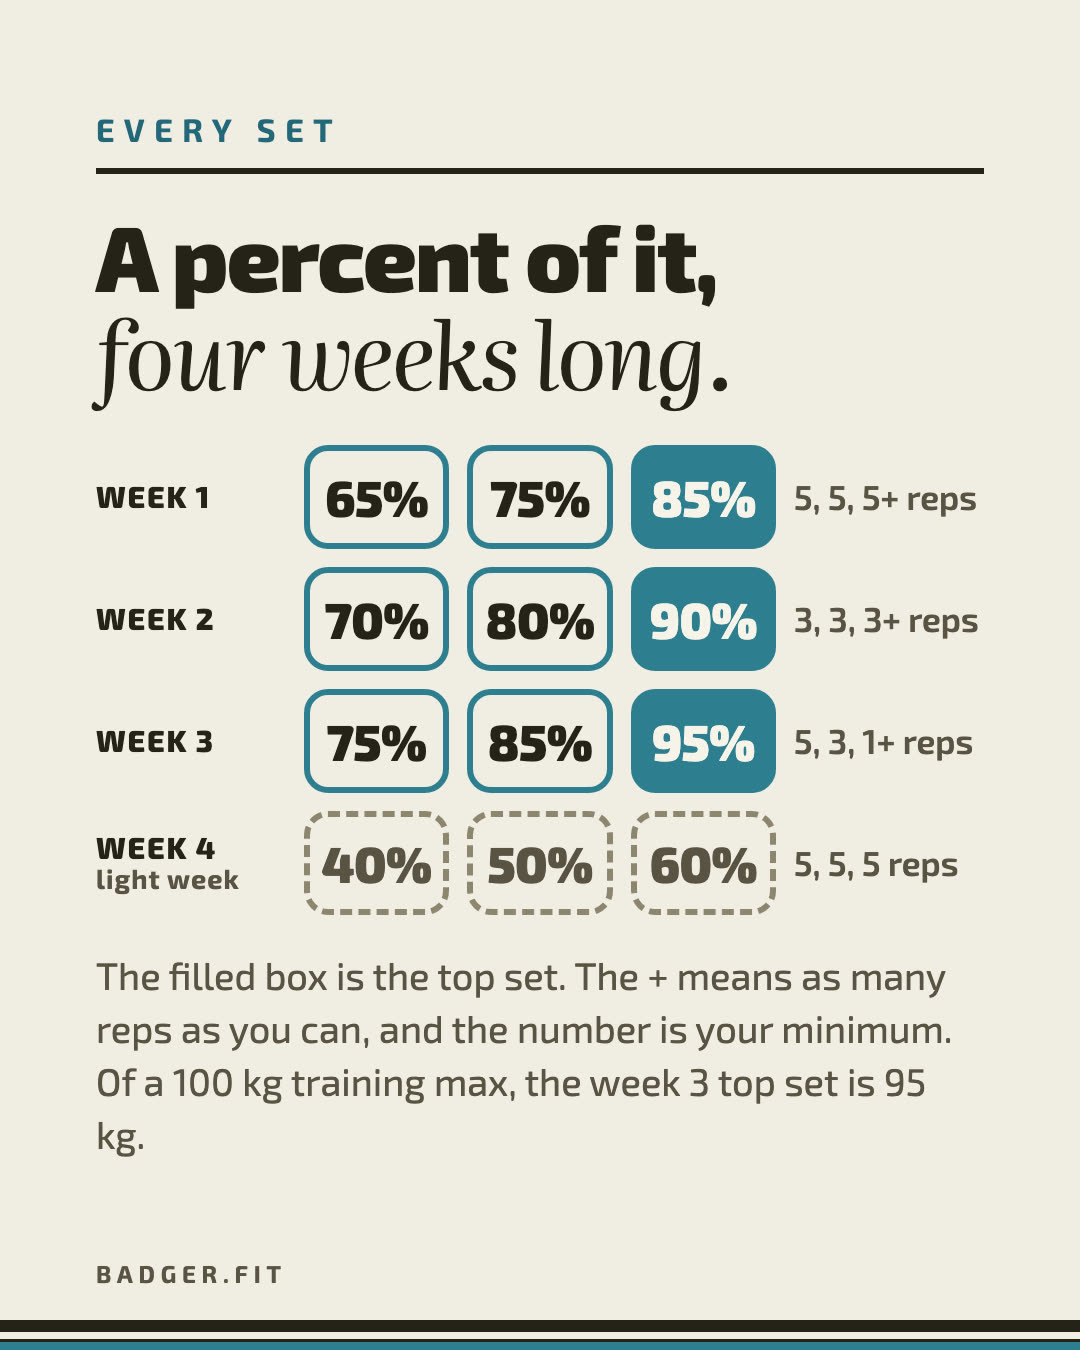 EVERY SET
A percent of it,
four weeks long.
WEEK 1 65% 75% 85% 5, 5, 5+ reps
WEEK 2 70% 80% 90% 3, 3, 3+ reps
WEEK 3 75% 85% 95% 5, 3, 1+ reps
WEEK 4
light week
40% 50% 60% 5, 5, 5 reps
The filled box is the top set. The + means as many
reps as you can, and the number is your minimum.
Of a 100 kg training max, the week 3 top set is 95
kg.
BADGER.FIT